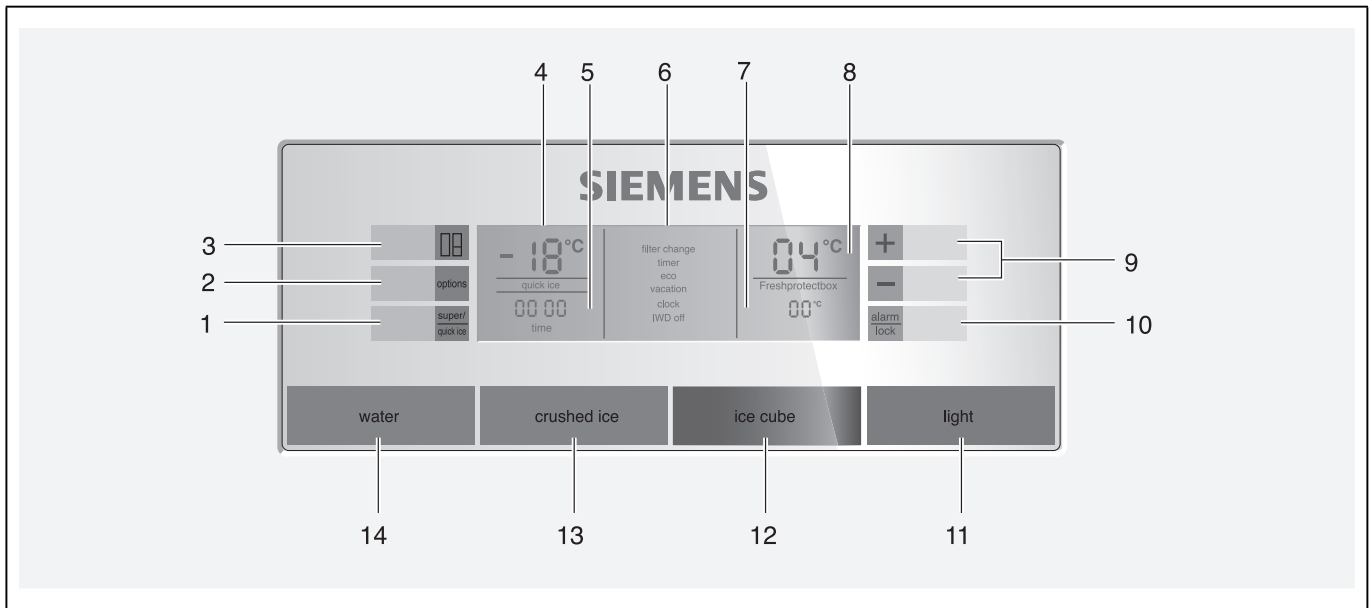 4 5 6 7 8
SIEMENS
3
2 options
1 super/
quick ice
- 18°C
quick ice
00 00
time
filter change
timer
eco
vacation
clock
IWD off
04°C
Freshprotectbox
00°C
+
−
9
alarm
lock
10
water crushed ice ice cube light
14 13 12 11